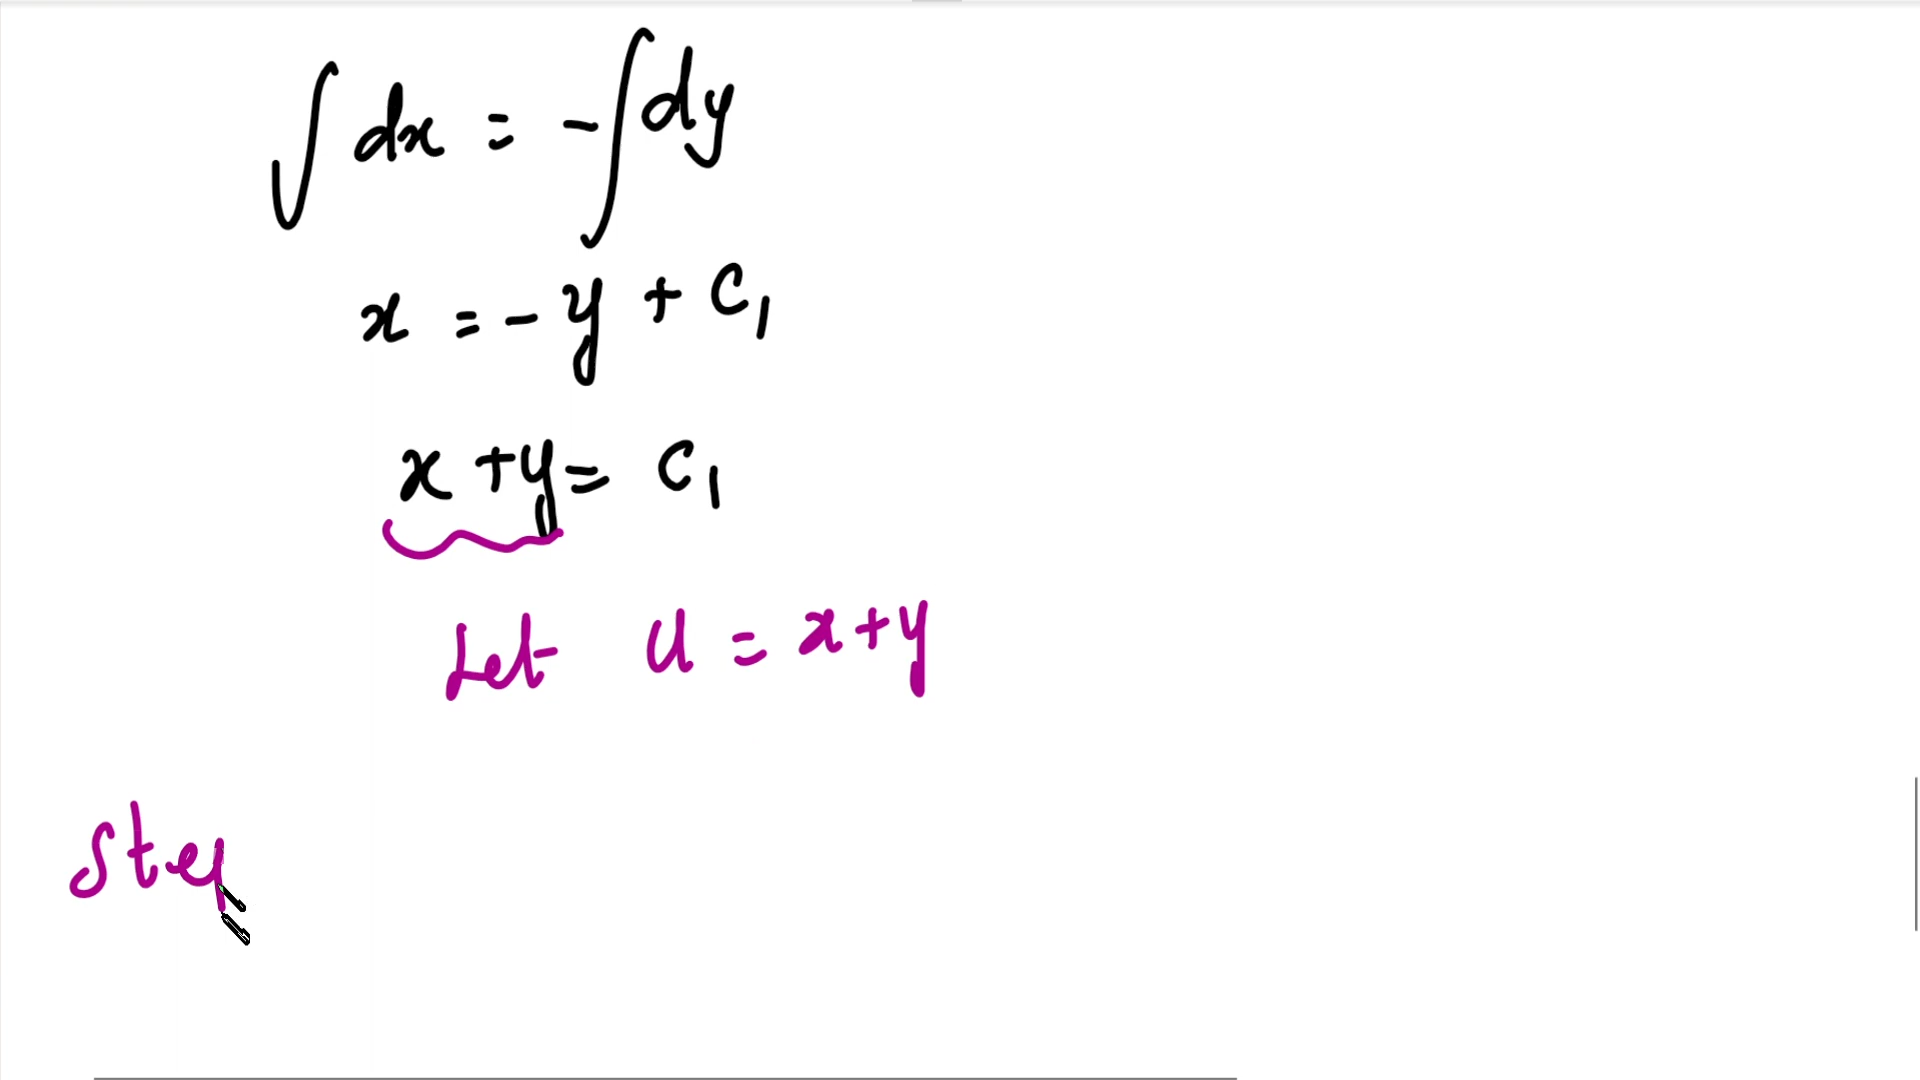 ∫dx = -∫dy
x = -y + C₁
x + y = C₁
Let u = x+y
Step